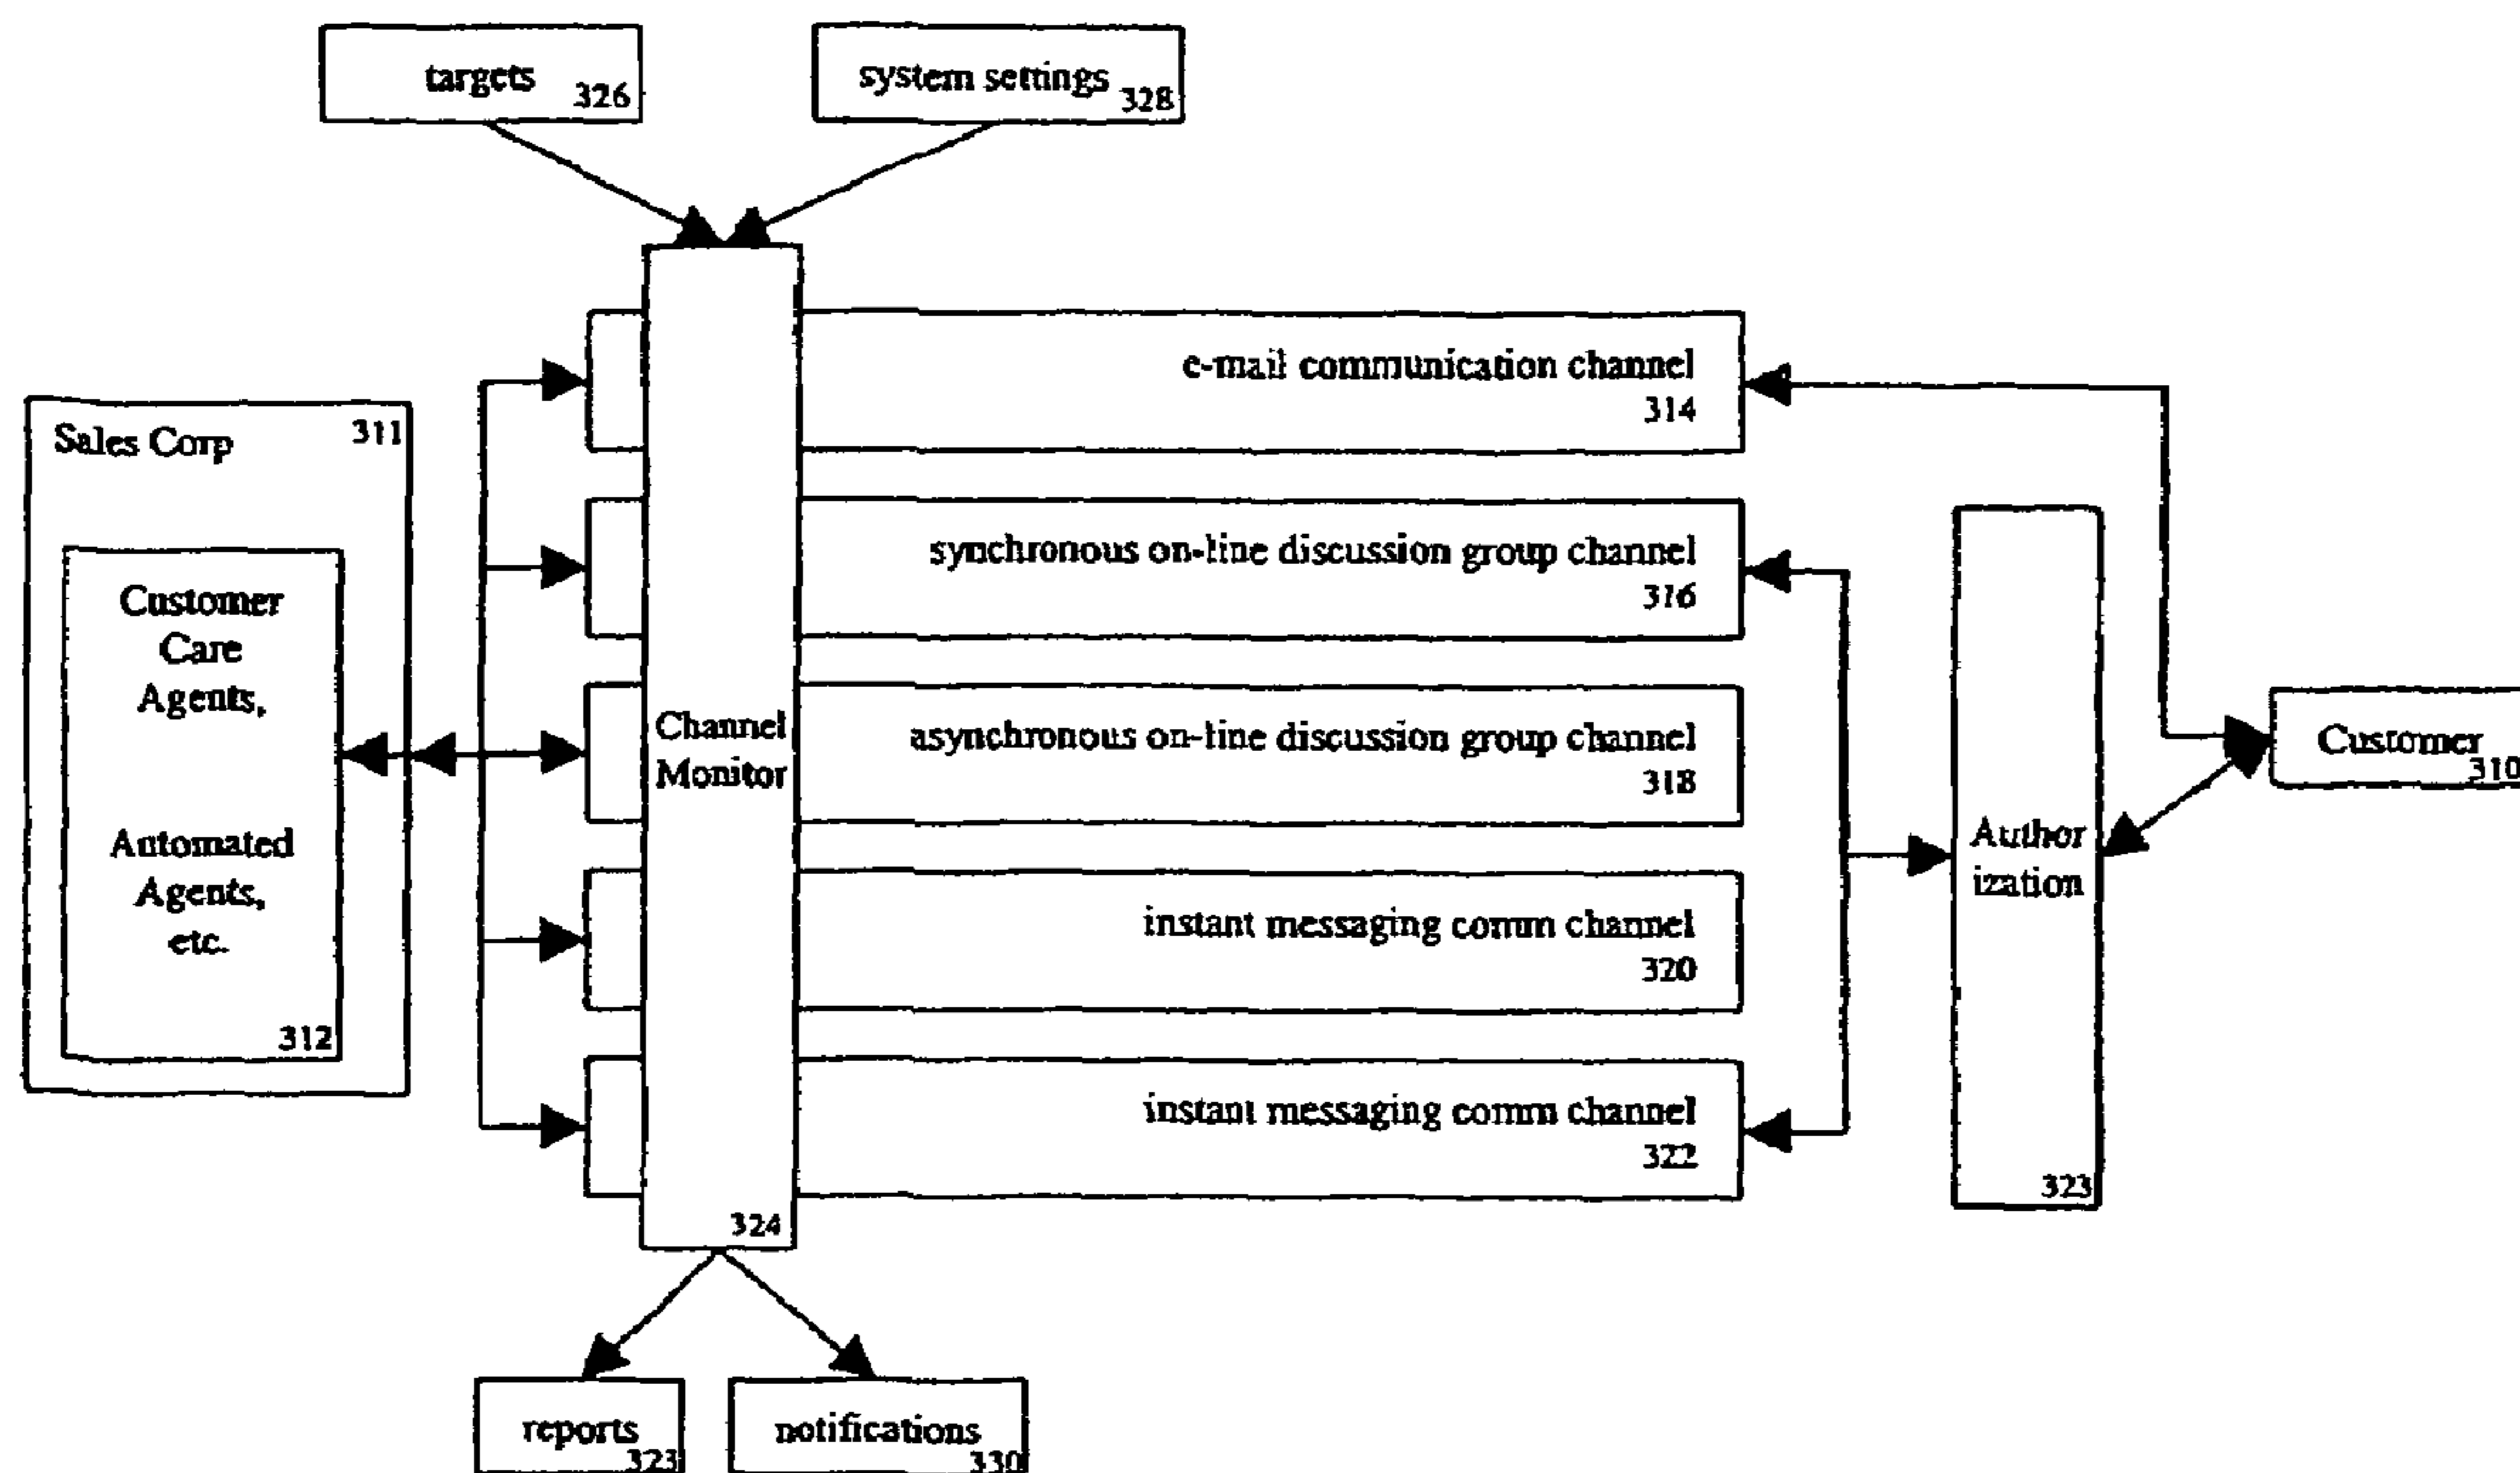 targets
326
system settings
328
Sales Corp
311
Customer
Care
Agents,
Automated
Agents,
etc.
312
Channel
Monitor
324
e-mail communication channel
314
synchronous on-line discussion group channel
316
asynchronous on-line discussion group channel
318
instant messaging comm channel
320
instant messaging comm channel
322
Author
ization
323
Customer
310
reports
323
notifications
330